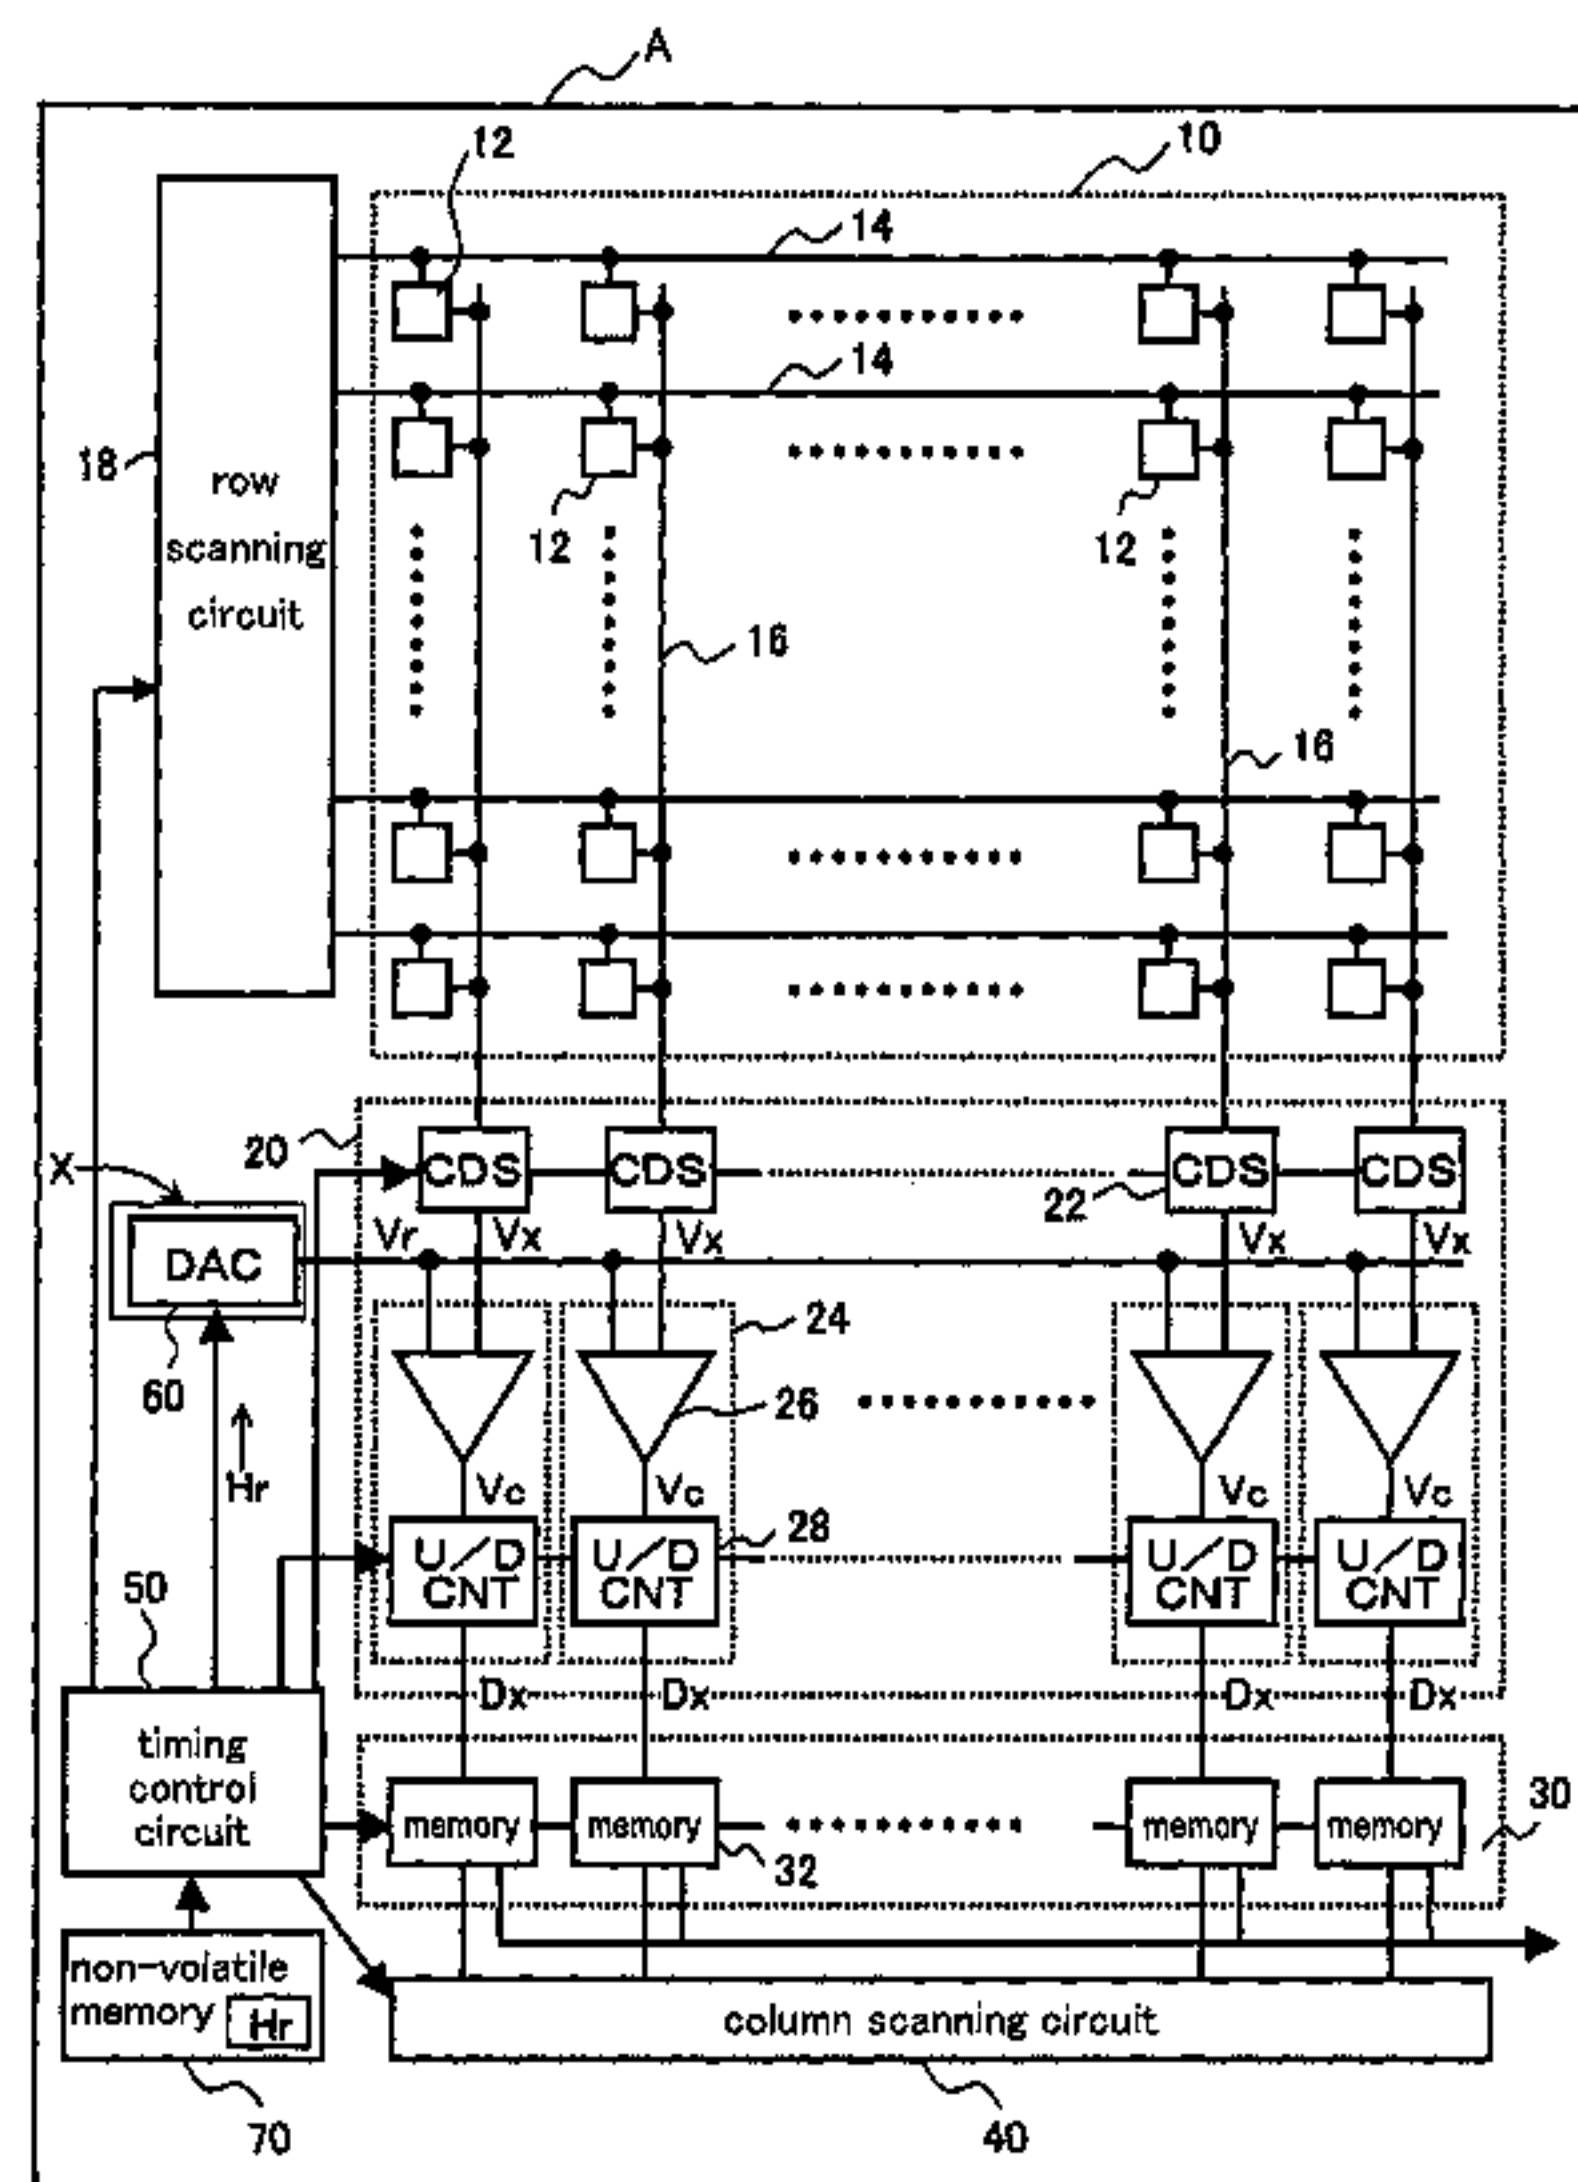 A
12
10
14
14
18
row
scanning
circuit
12
12
16
16
20
X
CDS CDS CDS CDS
22
Vr Vx Vx Vx Vx
DAC
24
60
26
Hr
Vc Vc Vc Vc
28
U/D U/D U/D U/D
CNT CNT CNT CNT
50
Dx Dx Dx Dx
timing
control
circuit
30
memory memory memory memory
32
non-volatile
memory Hr
column scanning circuit
70
40